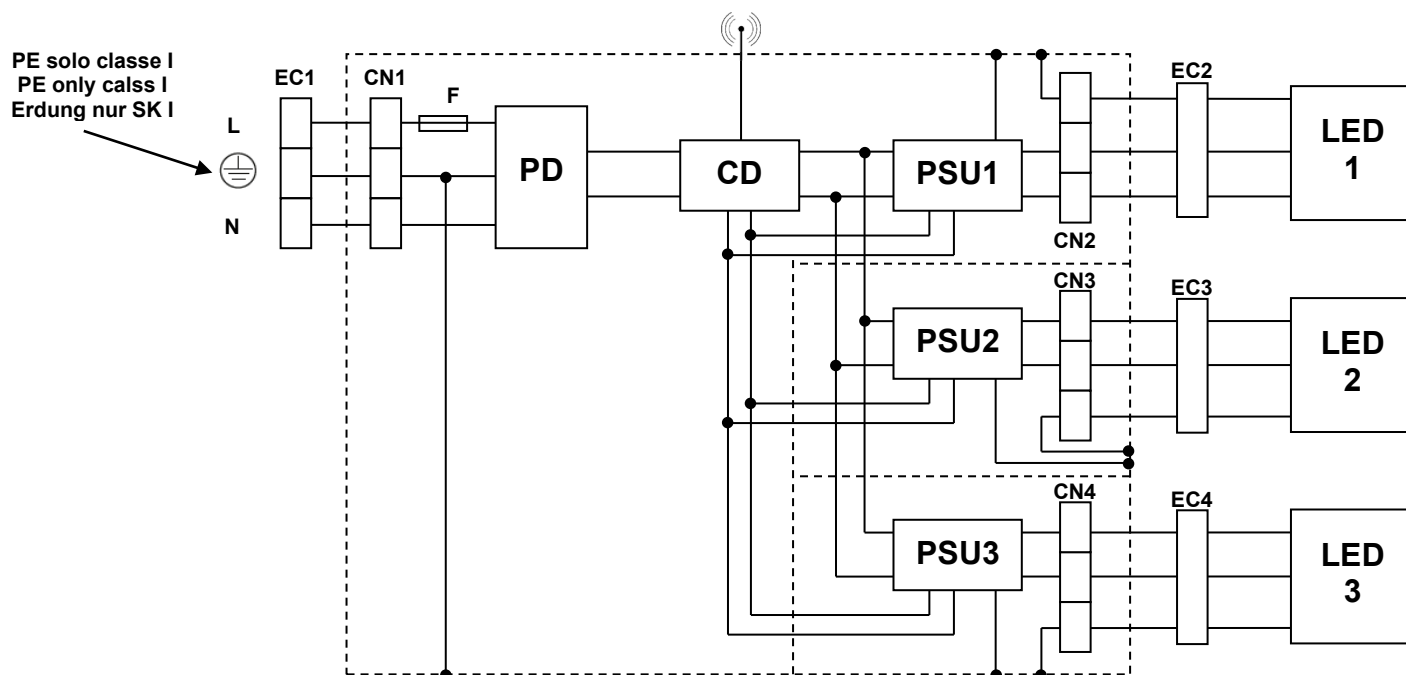 PE solo classe I
PE only calss I
Erdung nur SK I
EC1
CN1
F
L
N
PD
CD
PSU1
CN2
EC2
LED
1
PSU2
CN3
EC3
LED
2
PSU3
CN4
EC4
LED
3